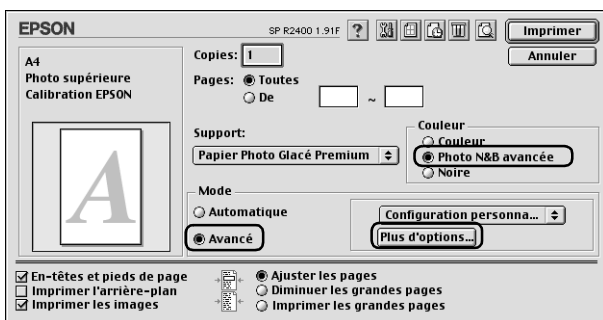 EPSON
SP R2400 1.91F
?
Imprimer
Annuler
A4
Photo supérieure
Calibration EPSON
A
Copies: 1
Pages: Toutes
De ~
Support:
Papier Photo Glacé Premium
Couleur
Couleur
Photo N&B avancée
Noire
Mode
Automatique
Avancé
Configuration personna...
Plus d'options...
En-têtes et pieds de page
Imprimer l'arrière-plan
Imprimer les images
Ajuster les pages
Diminuer les grandes pages
Imprimer les grandes pages